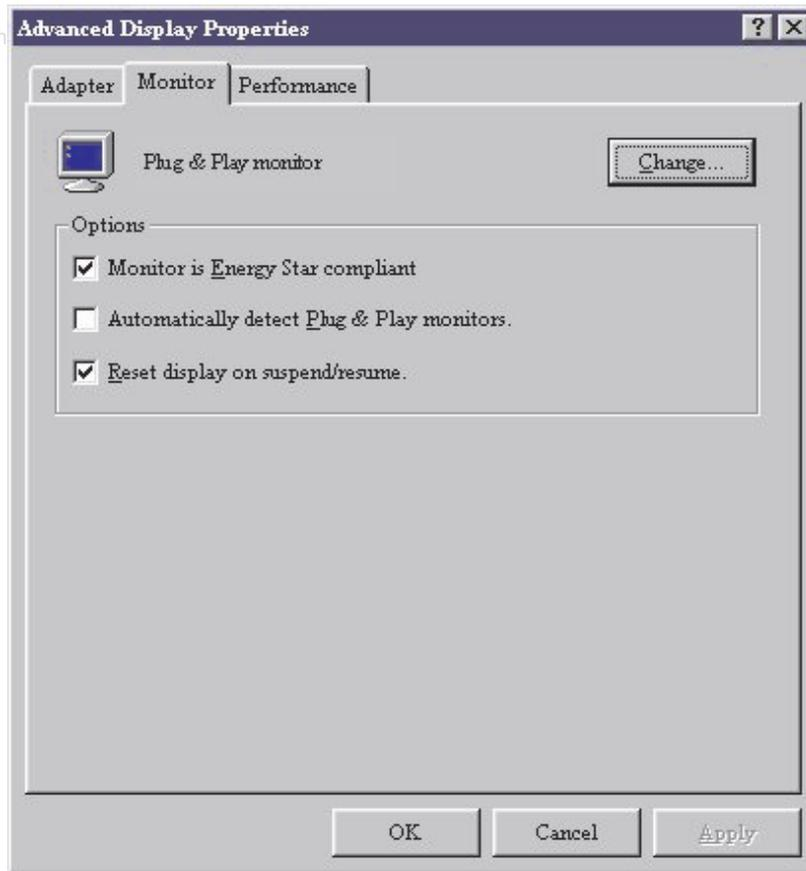 Advanced Display Properties
Adapter Monitor Performance
Plug & Play monitor Change...
Options
Monitor is Energy Star compliant
Automatically detect Plug & Play monitors.
Reset display on suspend/resume.
OK Cancel Apply